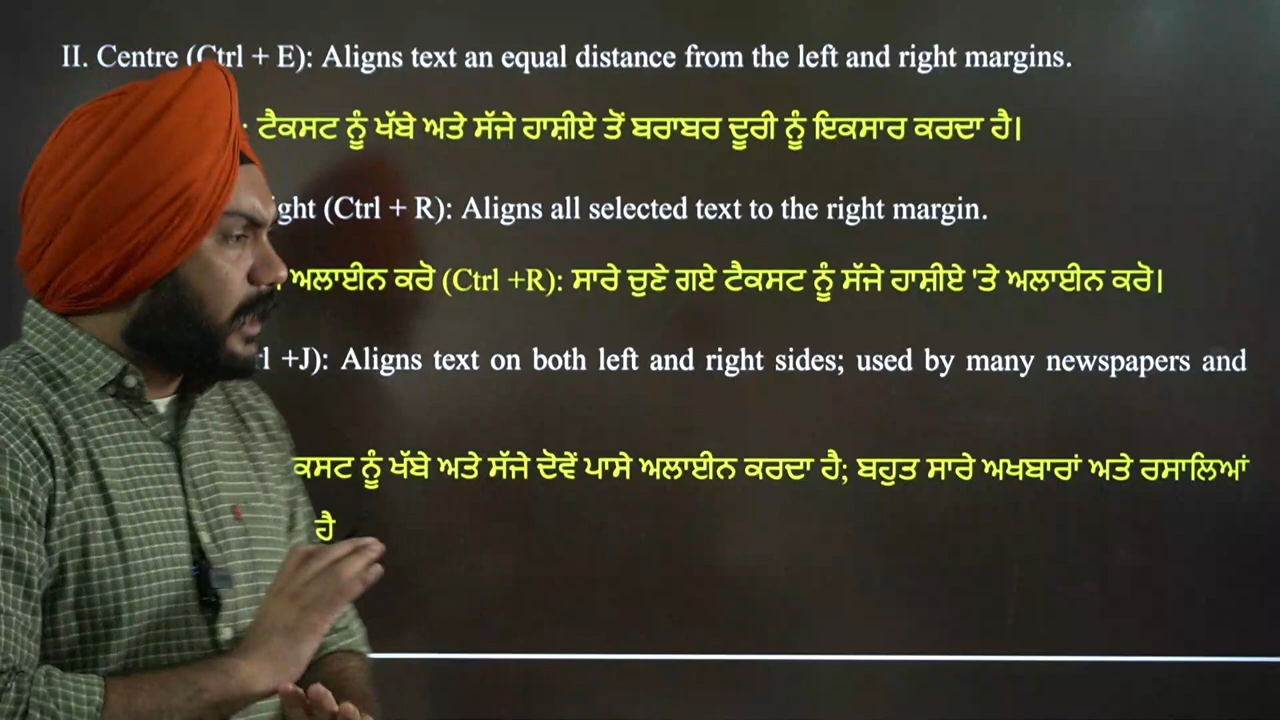 II. Centre (Ctrl + E): Aligns text an equal distance from the left and right margins.
: ਟੈਕਸਟ ਨੂੰ ਖੱਬੇ ਅਤੇ ਸੱਜੇ ਹਾਸ਼ੀਏ ਤੋਂ ਬਰਾਬਰ ਦੂਰੀ ਨੂੰ ਇਕਸਾਰ ਕਰਦਾ ਹੈ।
(Ctrl + R): Aligns all selected text to the right margin.
ਅਲਾਈਨ ਕਰੋ (Ctrl +R): ਸਾਰੇ ਚੁਣੇ ਗਏ ਟੈਕਸਟ ਨੂੰ ਸੱਜੇ ਹਾਸ਼ੀਏ 'ਤੇ ਅਲਾਈਨ ਕਰੋ।
+J): Aligns text on both left and right sides; used by many newspapers and
ਨੂੰ ਖੱਬੇ ਅਤੇ ਸੱਜੇ ਦੋਵੇਂ ਪਾਸੇ ਅਲਾਈਨ ਕਰਦਾ ਹੈ; ਬਹੁਤ ਸਾਰੇ ਅਖਬਾਰਾਂ ਅਤੇ ਰਸਾਲਿਆਂ
ਹੈ